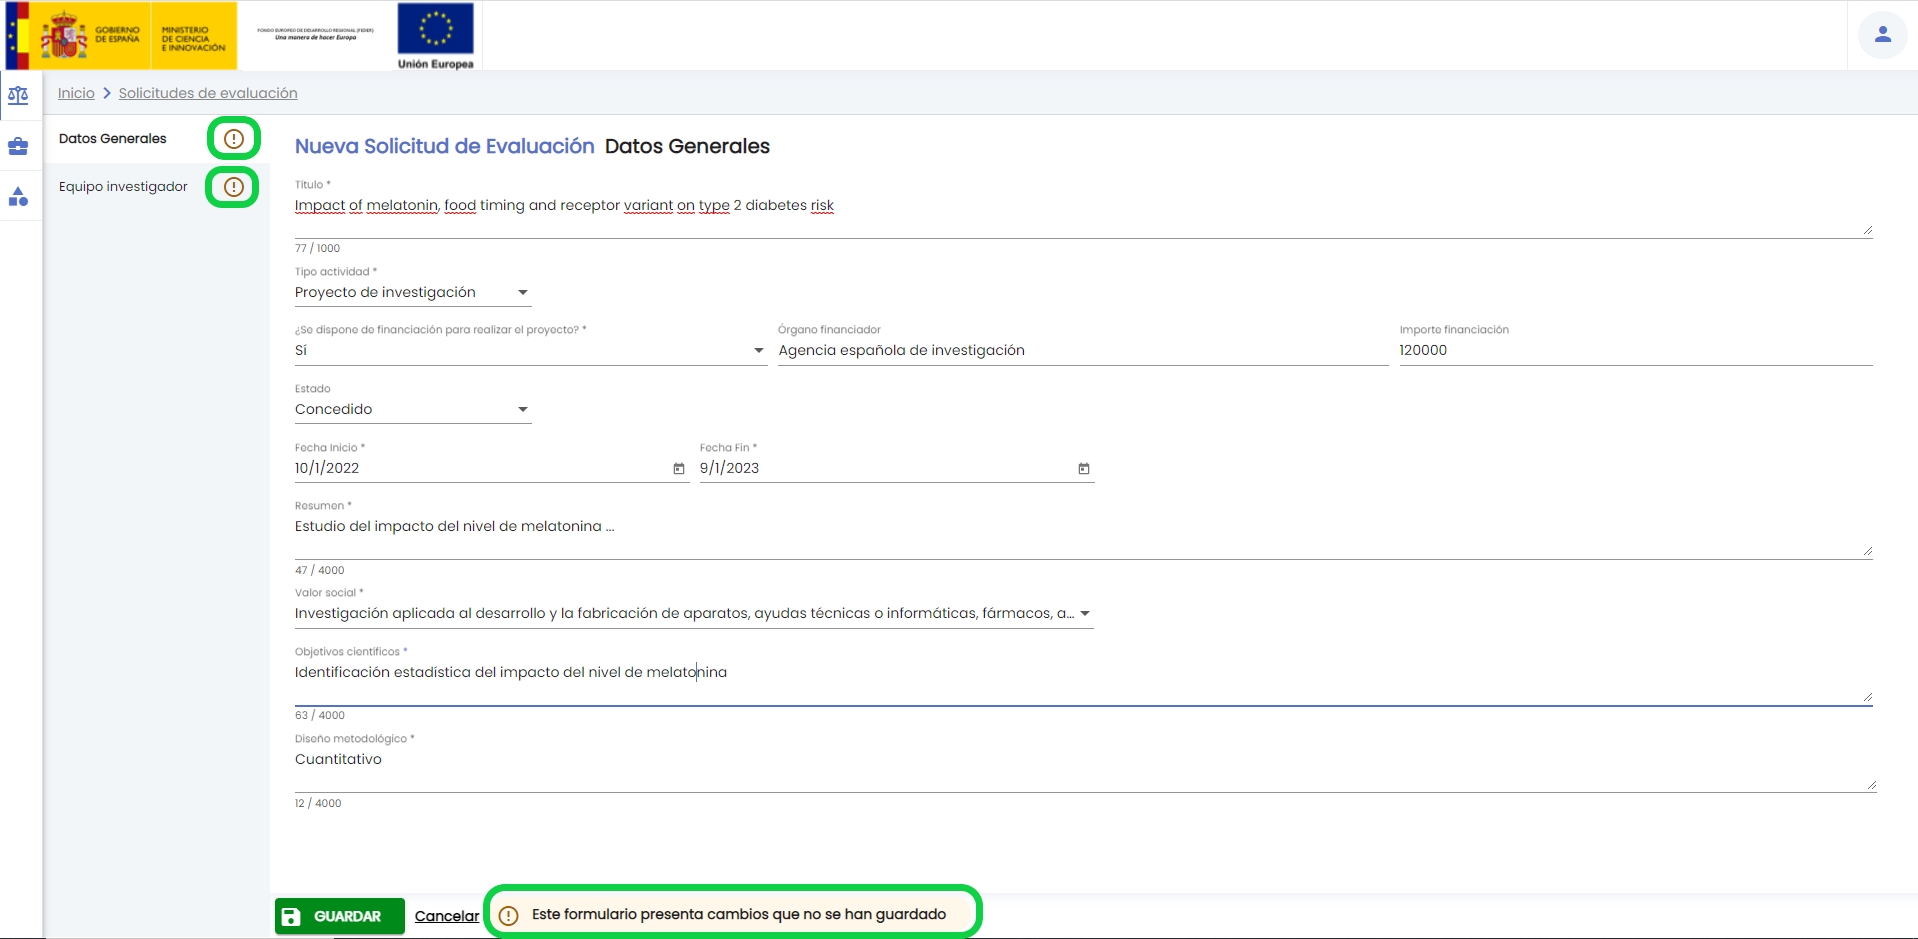 GOBIERNO
DE ESPAÑA
MINISTERIO
DE CIENCIA
E INNOVACIÓN
FONDO EUROPEO DE DESARROLLO REGIONAL (FEDER)
Una manera de hacer Europa
Unión Europea
Inicio
Solicitudes de evaluación
Datos Generales
Equipo investigador
Nueva Solicitud de Evaluación Datos Generales
Título *
Impact of melatonin, food timing and receptor variant on type 2 diabetes risk
77 / 1000
Tipo actividad *
Proyecto de investigación
¿Se dispone de financiación para realizar el proyecto? *
Sí
Órgano financiador
Agencia española de investigación
Importe financiación
120000
Estado
Concedido
Fecha Inicio *
10/1/2022
Fecha Fin *
9/1/2023
Resumen *
Estudio del impacto del nivel de melatonina ...
47 / 4000
Valor social *
Investigación aplicada al desarrollo y la fabricación de aparatos, ayudas técnicas o informáticas, fármacos, a...
Objetivos científicos *
Identificación estadística del impacto del nivel de melatonina
63 / 4000
Diseño metodológico *
Cuantitativo
12 / 4000
GUARDAR
Cancelar
Este formulario presenta cambios que no se han guardado